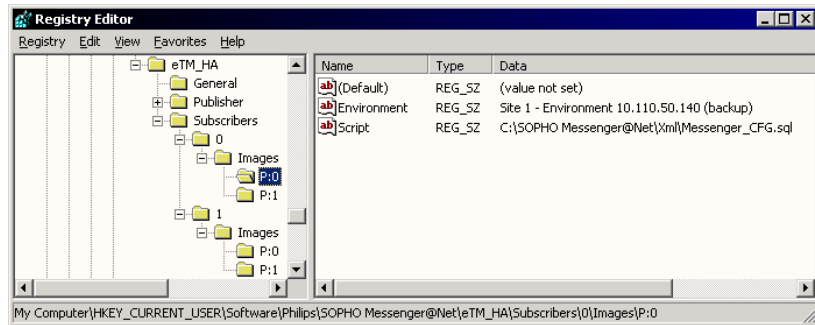 Registry Editor
Registry Edit View Favorites Help
eTM_HA
General
Publisher
Subscribers
0
Images
P:0
P:1
1
Images
P:0
P:1
Name Type Data
ab (Default) REG_SZ (value not set)
ab Environment REG_SZ Site 1 - Environment 10.110.50.140 (backup)
ab Script REG_SZ C:\SOPHO Messenger@Net\Xml\Messenger_CFG.sql
My Computer\HKEY_CURRENT_USER\Software\Philips\SOPHO Messenger@Net\eTM_HA\Subscribers\0\Images\P:0